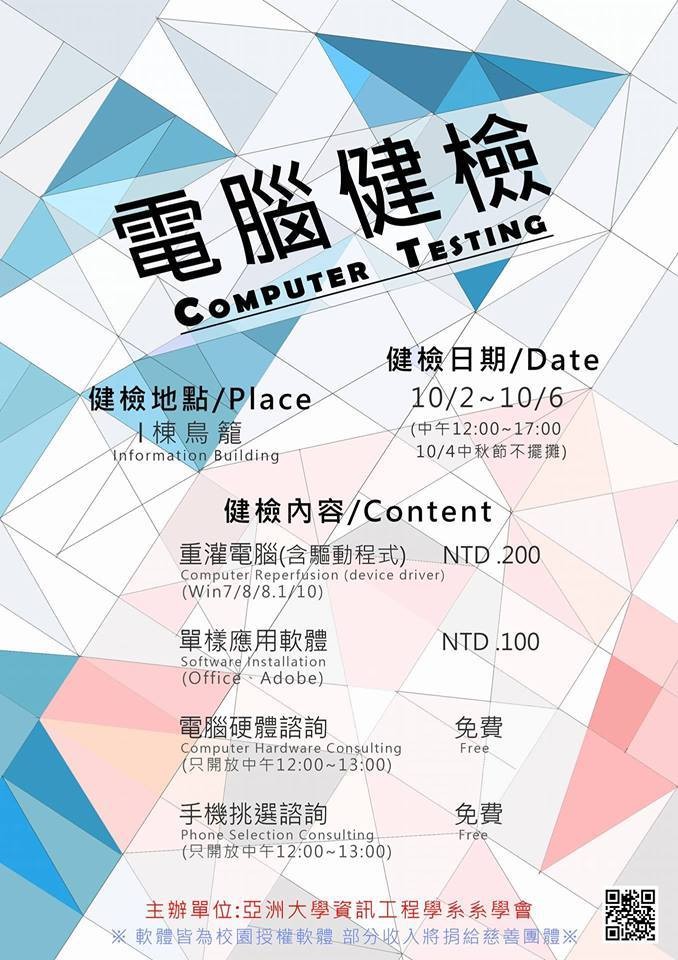 電腦健檢
COMPUTER TESTING
健檢日期/Date
10/2~10/6
(中午12:00~17:00
10/4中秋節不擺攤)
健檢地點/Place
I棟鳥籠
Information Building
健檢內容/Content
重灌電腦(含驅動程式) NTD .200
Computer Reperfusion (device driver)
(Win7/8/8.1/10)
單樣應用軟體 NTD .100
Software Installation
(Office、Adobe)
電腦硬體諮詢 免費
Computer Hardware Consulting Free
(只開放中午12:00~13:00)
手機挑選諮詢 免費
Phone Selection Consulting Free
(只開放中午12:00~13:00)
主辦單位:亞洲大學資訊工程學系系學會
※ 軟體皆為校園授權軟體 部分收入將捐給慈善團體※